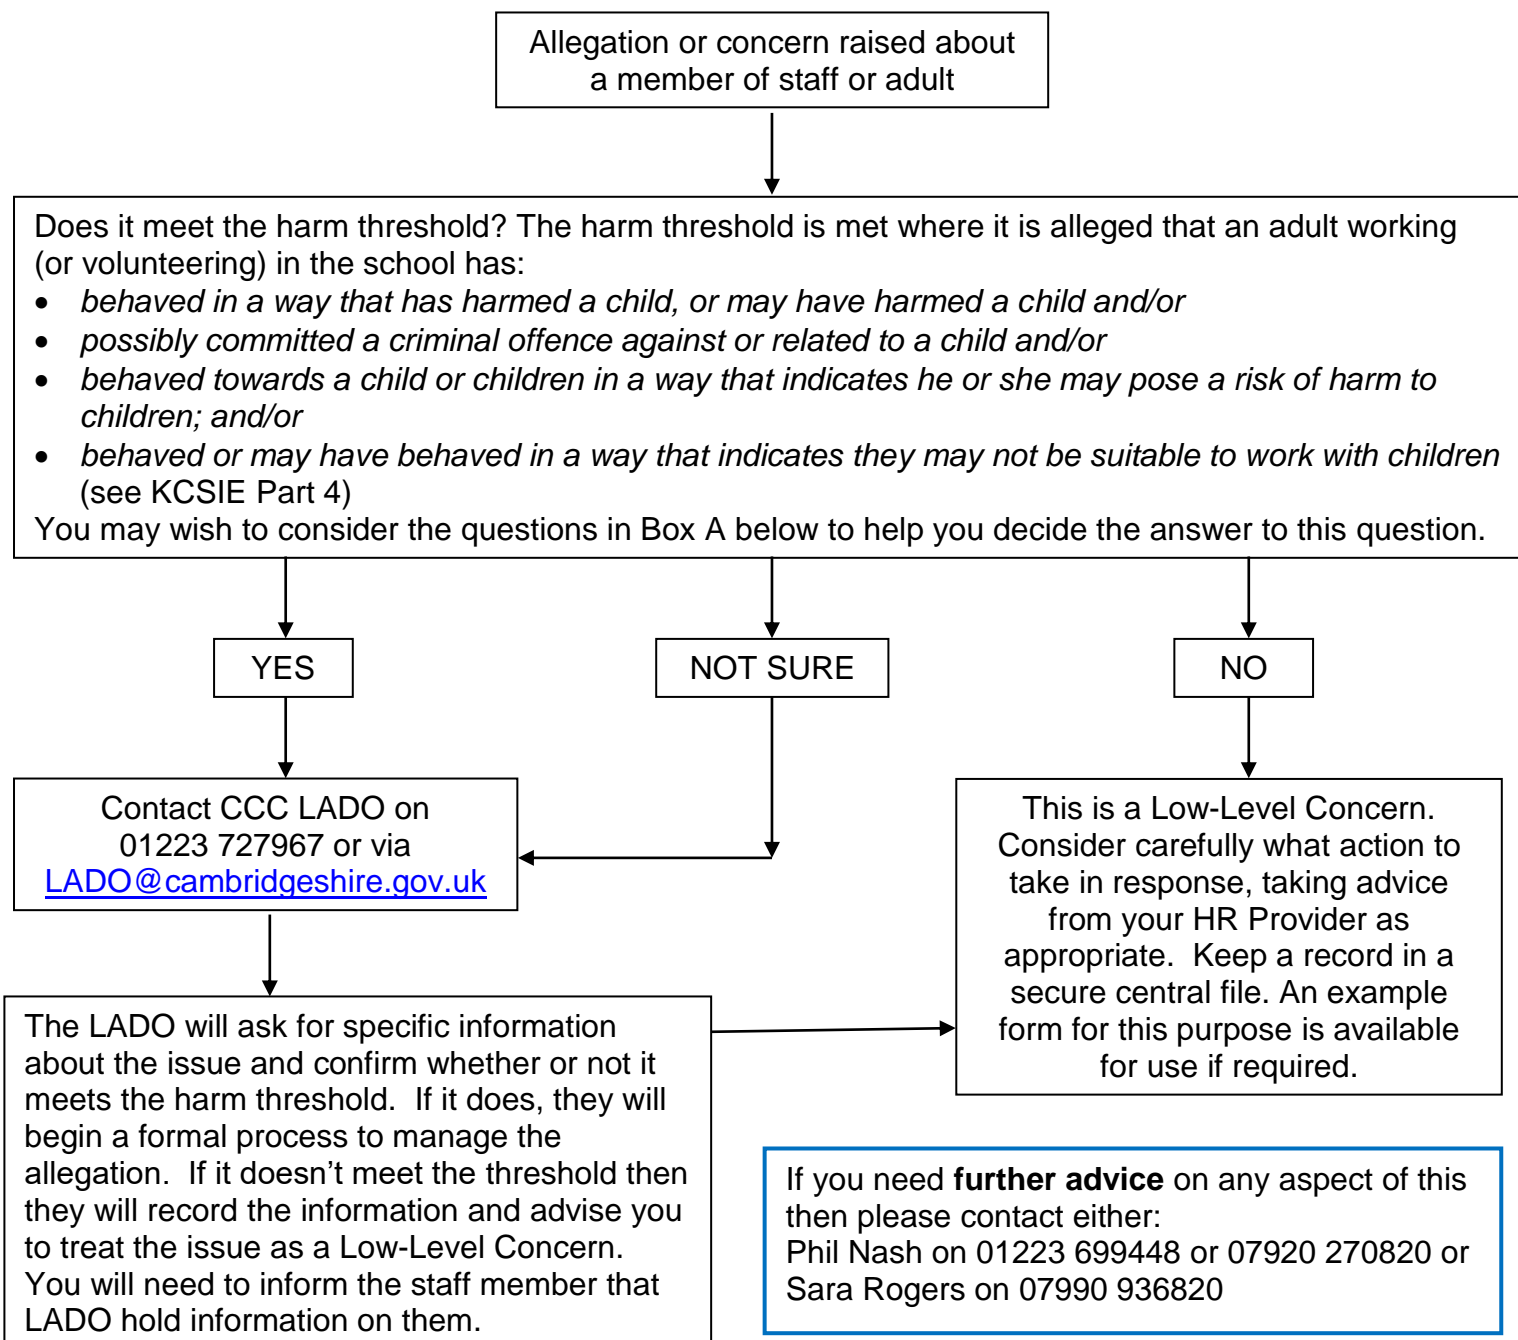 Allegation or concern raised about
a member of staff or adult
Does it meet the harm threshold? The harm threshold is met where it is alleged that an adult working
(or volunteering) in the school has:
• behaved in a way that has harmed a child, or may have harmed a child and/or
• possibly committed a criminal offence against or related to a child and/or
• behaved towards a child or children in a way that indicates he or she may pose a risk of harm to
children; and/or
• behaved or may have behaved in a way that indicates they may not be suitable to work with children
(see KCSIE Part 4)
You may wish to consider the questions in Box A below to help you decide the answer to this question.
YES
NOT SURE
NO
Contact CCC LADO on
01223 727967 or via
LADO@cambridgeshire.gov.uk
This is a Low-Level Concern.
Consider carefully what action to
take in response, taking advice
from your HR Provider as
appropriate.  Keep a record in a
secure central file. An example
form for this purpose is available
for use if required.
The LADO will ask for specific information
about the issue and confirm whether or not it
meets the harm threshold.  If it does, they will
begin a formal process to manage the
allegation.  If it doesn’t meet the threshold then
they will record the information and advise you
to treat the issue as a Low-Level Concern.
You will need to inform the staff member that
LADO hold information on them.
If you need further advice on any aspect of this
then please contact either:
Phil Nash on 01223 699448 or 07920 270820 or
Sara Rogers on 07990 936820